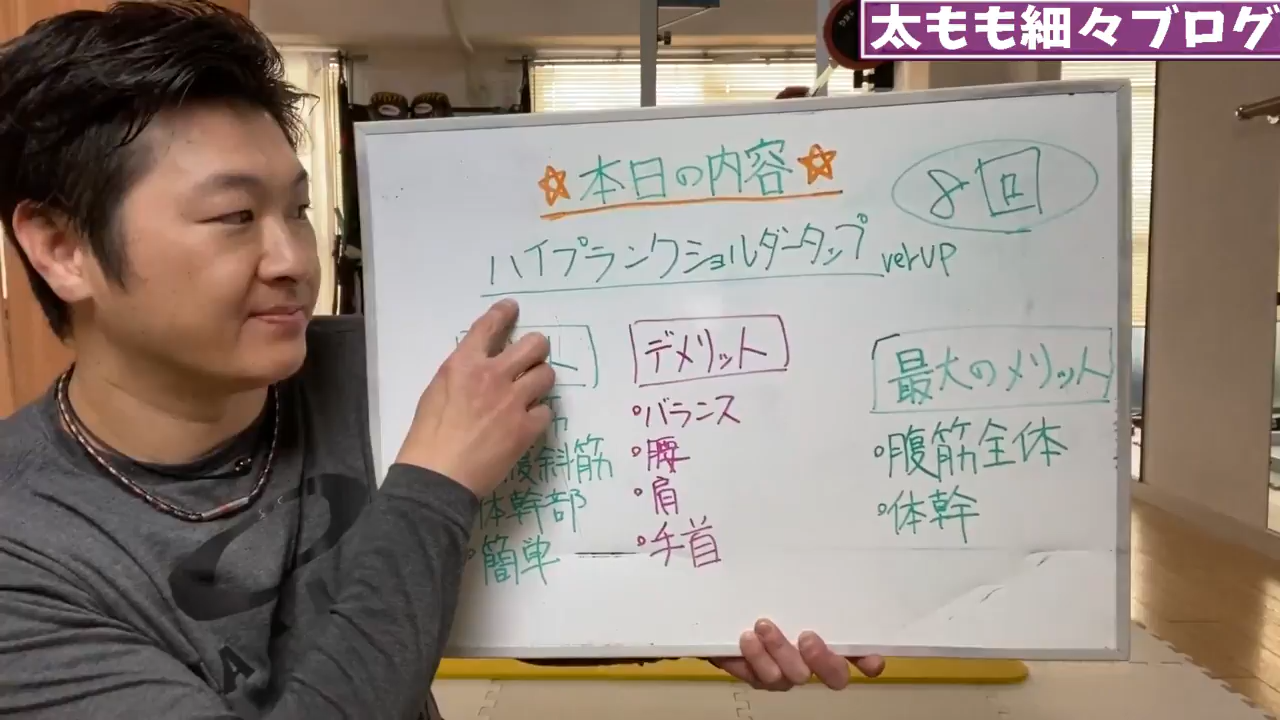 太もも細々ブログ
☆本日の内容☆
8回
ハイプランクショルダータップ verUP
デメリット
・バランス
・腰
・肩
・手首
腹斜筋
体幹部
・簡単
最大のメリット
・腹筋全体
・体幹